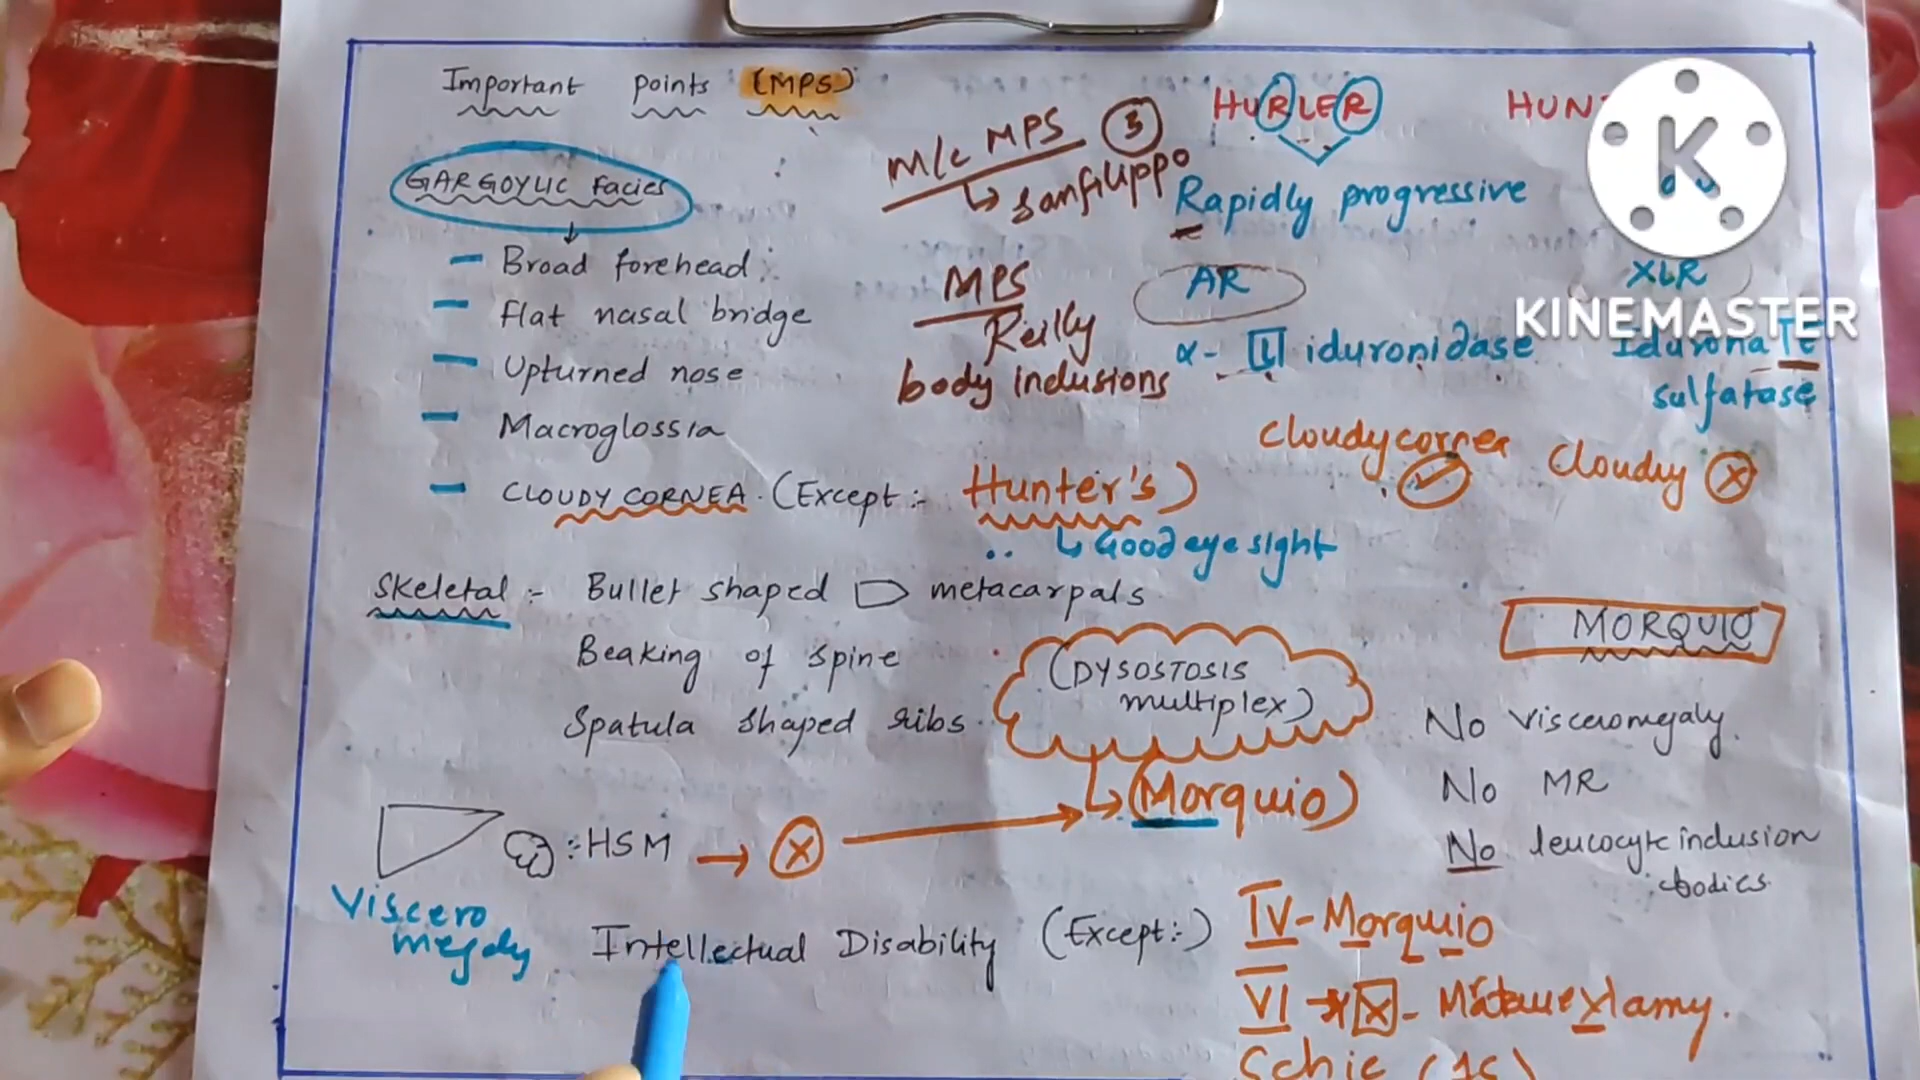 Important points (MPS)
GARGOYLIC Facies
Broad forehead
Flat nasal bridge
Upturned nose
Macroglossia
CLOUDY CORNEA. (Except:- Hunter's)
↳ Good eye sight
M/c MPS 3
↳ Sanfilippo
MPS
Reilly
body inclusions
HURLER
Rapidly progressive
AR
α- L iduronidase
Cloudy cornea
HUN
XLR
IduronaTe
sulfatase
Cloudy
KINEMASTER
Skeletal :- Bullet shaped metacarpals
Beaking of spine
Spatula shaped ribs
(DYSOSTOSIS
multiplex)
↳ (Morquio)
:HSM → X →
Viscero
megaly
MORQUIO
No visceromegaly.
No MR
No leucocyte inclusion
bodies
Intellectual Disability (Except:-)
IV - Morquio
VI → X -
Schie (1S)